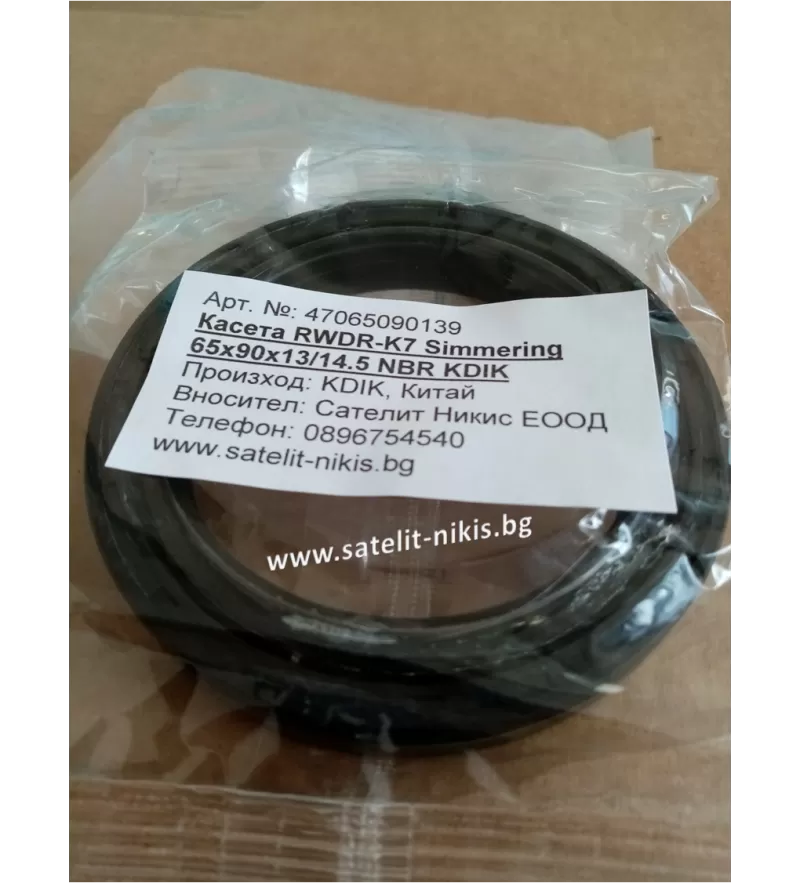 Арт. №: 47065090139
Касета RWDR-K7 Simmering
65x90x13/14.5 NBR KDIK
Произход: KDIK, Китай
Вносител: Сателит Никис ЕООД
Телефон: 0896754540
www.satelit-nikis.bg
www.satelit-nikis.bg